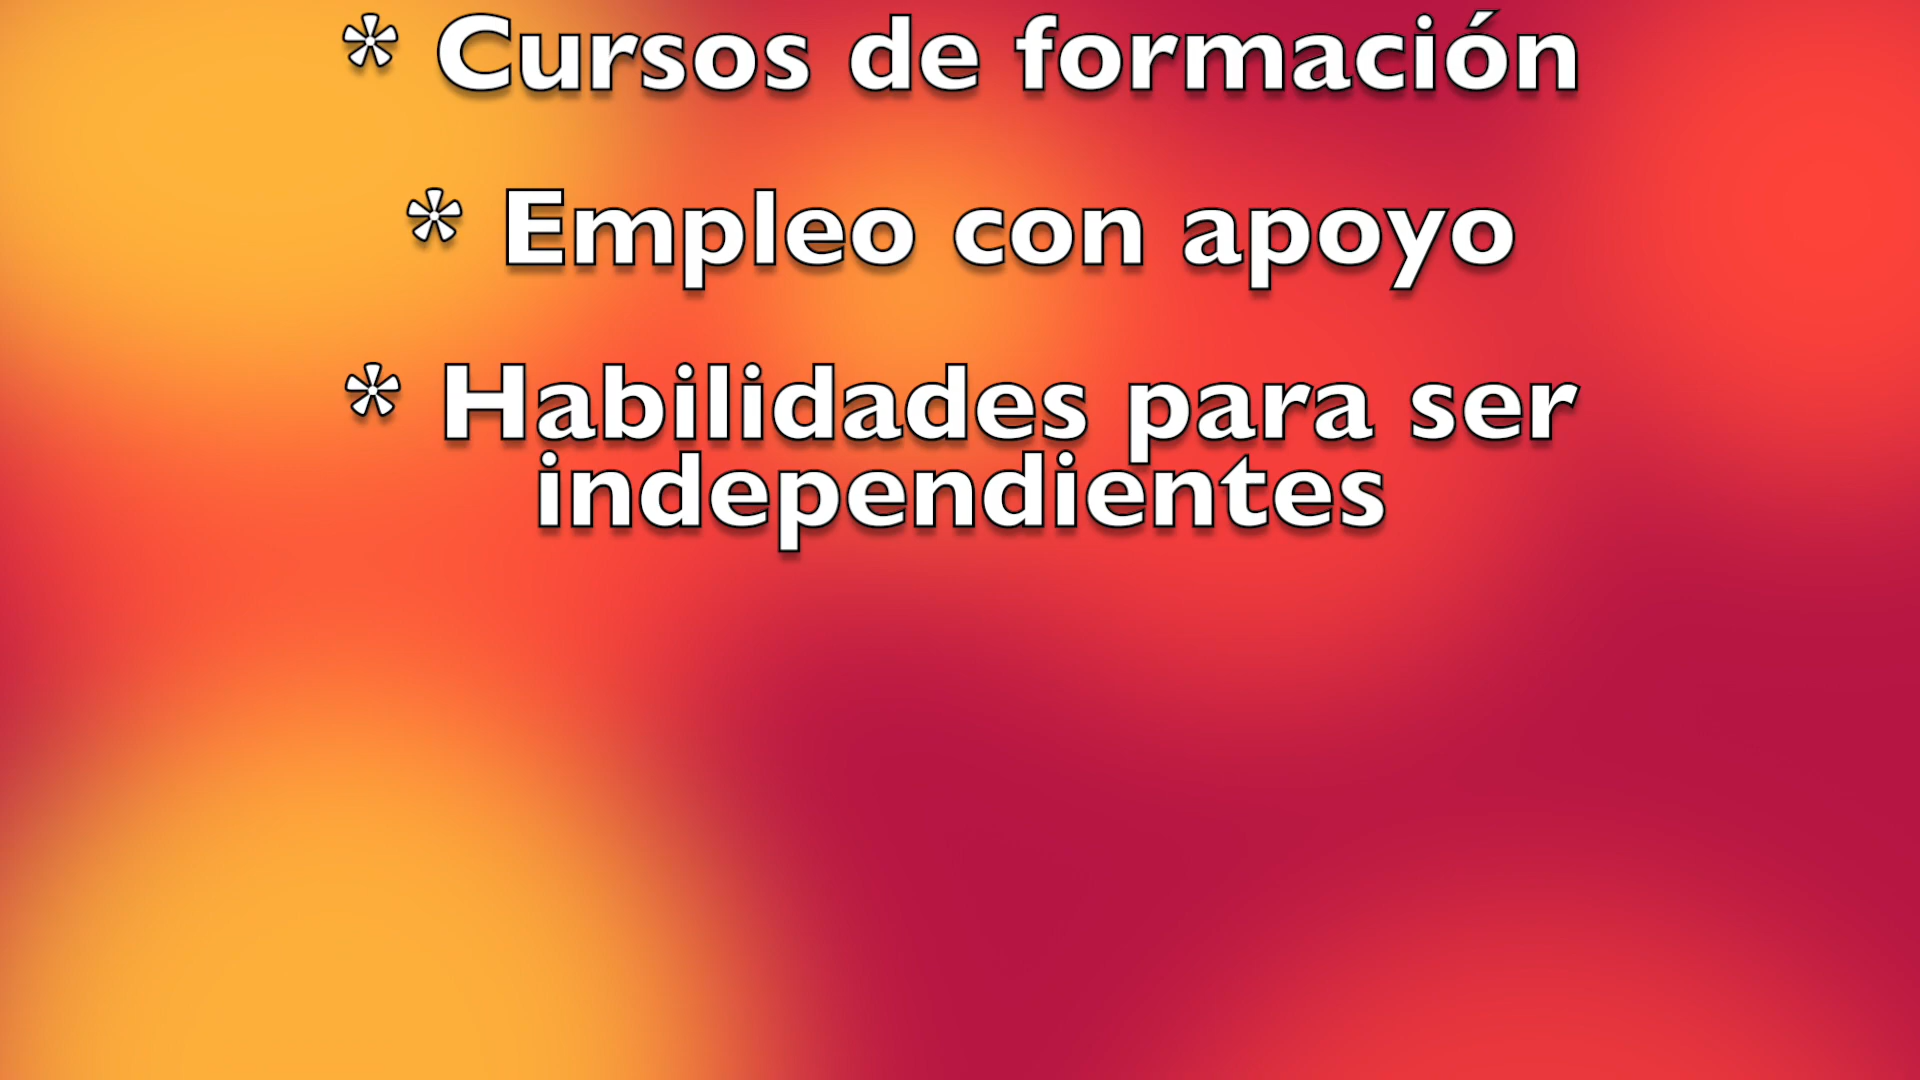 * Cursos de formación
* Empleo con apoyo
* Habilidades para ser
independientes